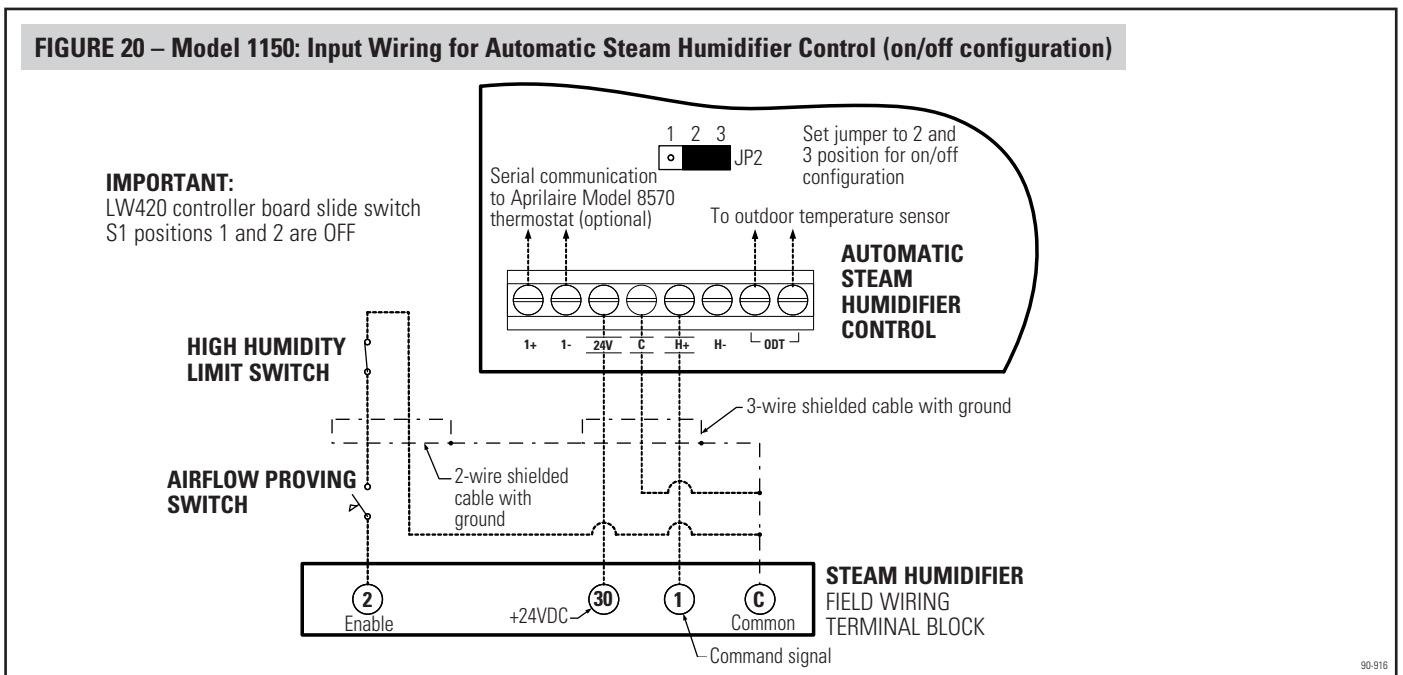 FIGURE 20 – Model 1150: Input Wiring for Automatic Steam Humidifier Control (on/off configuration)
1 2 3
JP2
Set jumper to 2 and
3 position for on/off
configuration
IMPORTANT:
LW420 controller board slide switch
S1 positions 1 and 2 are OFF
Serial communication
to Aprilaire Model 8570
thermostat (optional)
To outdoor temperature sensor
AUTOMATIC
STEAM
HUMIDIFIER
CONTROL
1+ 1- 24V C H+ H- ODT
HIGH HUMIDITY
LIMIT SWITCH
3-wire shielded cable with ground
AIRFLOW PROVING
SWITCH
2-wire shielded
cable with
ground
2
Enable
+24VDC
30
1
C
Common
Command signal
STEAM HUMIDIFIER
FIELD WIRING
TERMINAL BLOCK
90-916